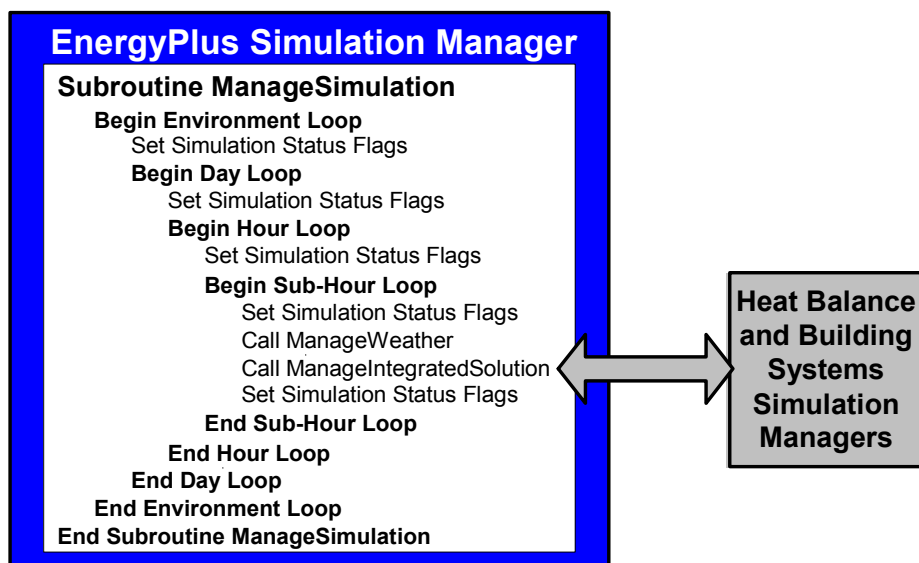 EnergyPlus Simulation Manager
Subroutine ManageSimulation
Begin Environment Loop
Set Simulation Status Flags
Begin Day Loop
Set Simulation Status Flags
Begin Hour Loop
Set Simulation Status Flags
Begin Sub-Hour Loop
Set Simulation Status Flags
Call ManageWeather
Call ManageIntegratedSolution
Set Simulation Status Flags
End Sub-Hour Loop
End Hour Loop
End Day Loop
End Environment Loop
End Subroutine ManageSimulation
Heat Balance
and Building
Systems
Simulation
Managers